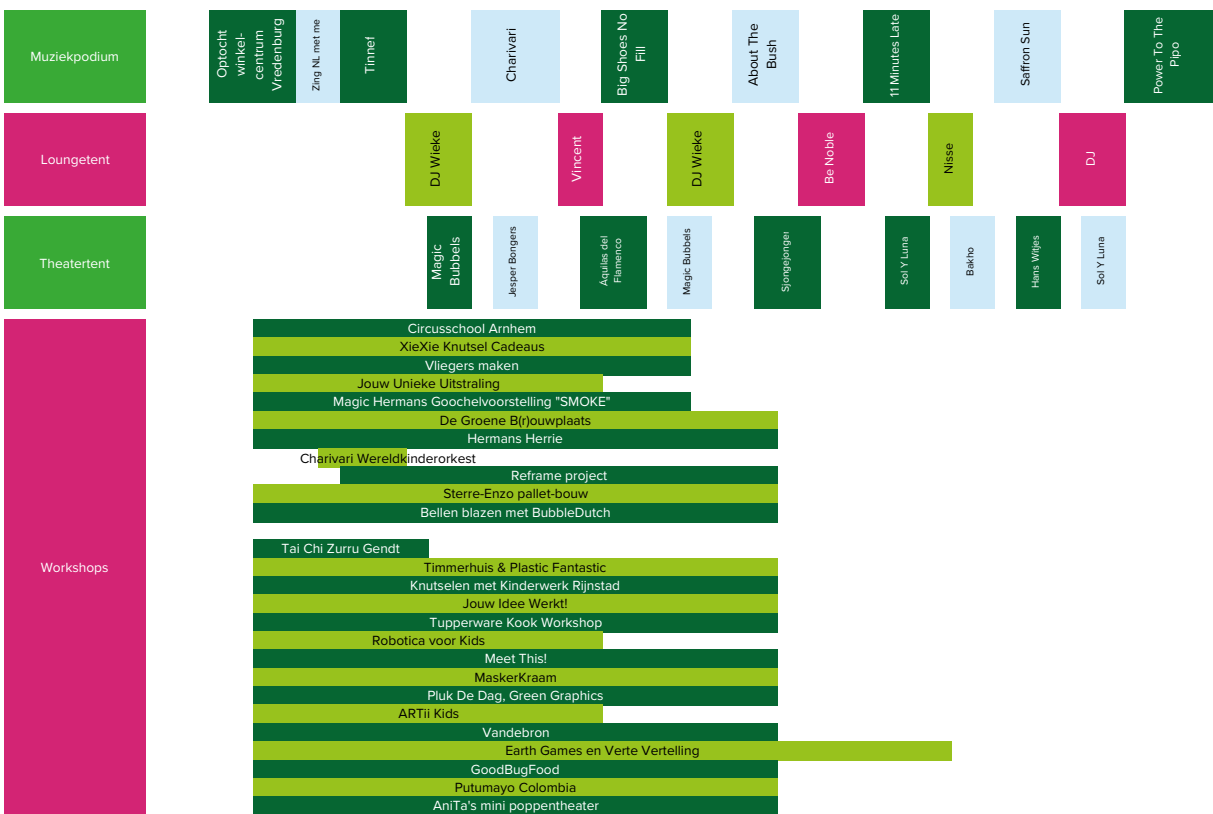 Muziekpodium
Optocht
winkel-
centrum
Vredenburg
Zing NL met me
Tinnef
Charivari
Big Shoes No
Fill
About The
Bush
11 Minutes Late
Saffron Sun
Power To The
Pipo
Loungetent
DJ Wieke
Vincent
DJ Wieke
Be Noble
Nisse
DJ
Theatertent
Magic
Bubbels
Jesper Bongers
Áquilas del
Flamenco
Magic Bubbels
Sjongejonger
Sol Y Luna
Bakho
Hans Witjes
Sol Y Luna
Workshops
Circusschool Arnhem
XieXie Knutsel Cadeaus
Vliegers maken
Jouw Unieke Uitstraling
Magic Hermans Goochelvoorstelling "SMOKE"
De Groene B(r)ouwplaats
Hermans Herrie
Charivari Wereldkinderorkest
Reframe project
Sterre-Enzo pallet-bouw
Bellen blazen met BubbleDutch
Tai Chi Zurru Gendt
Timmerhuis & Plastic Fantastic
Knutselen met Kinderwerk Rijnstad
Jouw Idee Werkt!
Tupperware Kook Workshop
Robotica voor Kids
Meet This!
MaskerKraam
Pluk De Dag, Green Graphics
ARTii Kids
Vandebron
Earth Games en Verte Vertelling
GoodBugFood
Putumayo Colombia
AniTa's mini poppentheater